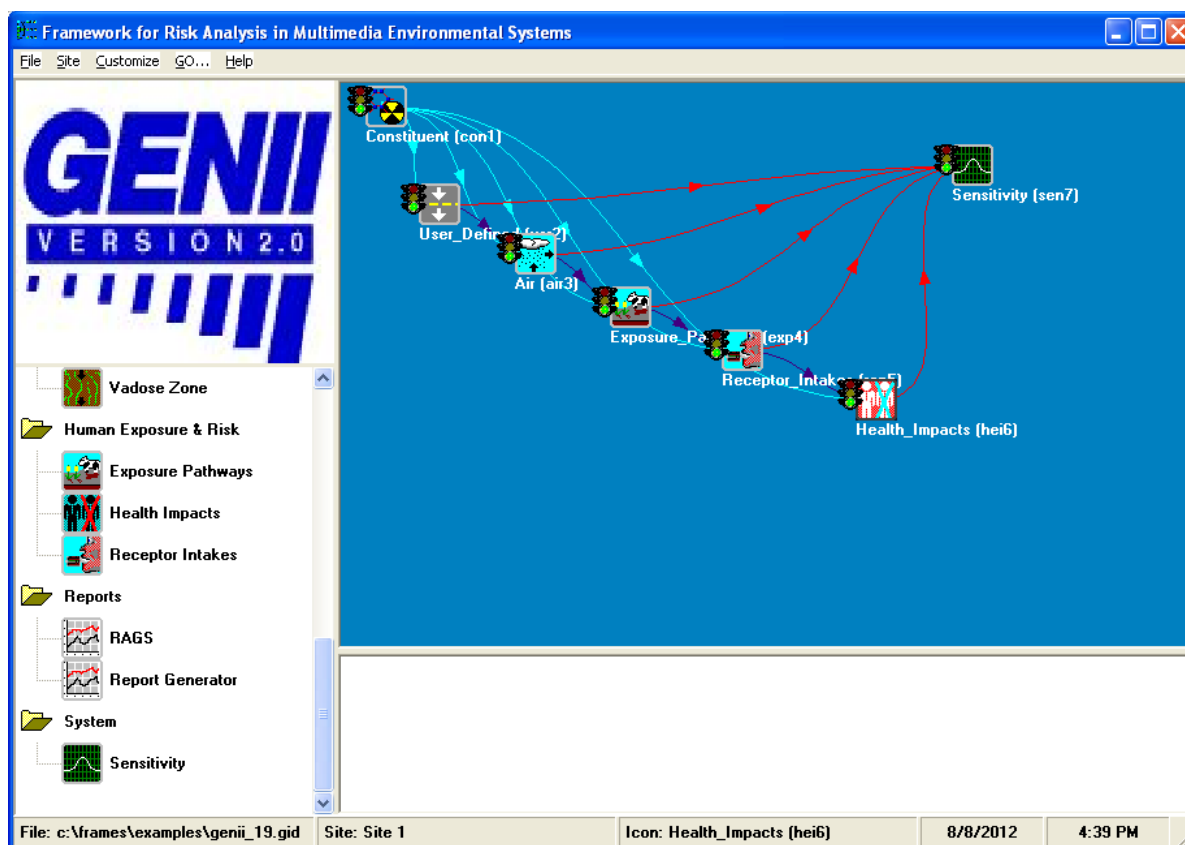 Framework for Risk Analysis in Multimedia Environmental Systems
File Site Customize GO... Help
GENII
VERSION 2.0
Vadose Zone
Human Exposure & Risk
Exposure Pathways
Health Impacts
Receptor Intakes
Reports
RAGS
Report Generator
System
Sensitivity
Constituent (con1)
Sensitivity (sen7)
User_Defined
Air (air3)
Exposure_Pa (exp4)
Receptor_Intakes
Health_Impacts (hei6)
File: c:\frames\examples\genii_19.gid Site: Site 1 Icon: Health_Impacts (hei6) 8/8/2012 4:39 PM